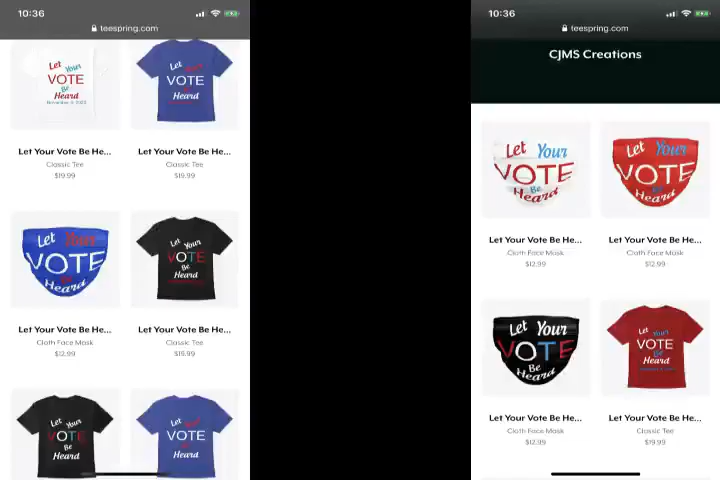 10:36
teespring.com
Let Your
VOTE
Be
Heard
November 3, 2020
Let Your Vote Be He...
Classic Tee
$19.99
Let Your
VOTE
Be
Heard
Let Your Vote Be He...
Classic Tee
$19.99
Let Your
VOTE
Be
Heard
Let Your Vote Be He...
Cloth Face Mask
$12.99
Let Your
VOTE
Be
Heard
Let Your Vote Be He...
Classic Tee
$19.99
Let Your
VOTE
Be
Heard
Let Your
VOTE
Be
Heard
10:36
teespring.com
CJMS Creations
Let Your
VOTE
Be
Heard
Let Your Vote Be He...
Cloth Face Mask
$12.99
Let Your
VOTE
Be
Heard
Let Your Vote Be He...
Cloth Face Mask
$12.99
Let Your
VOTE
Be
Heard
Let Your Vote Be He...
Cloth Face Mask
$12.99
Let Your
VOTE
Be
Heard
Let Your Vote Be He...
Classic Tee
$19.99